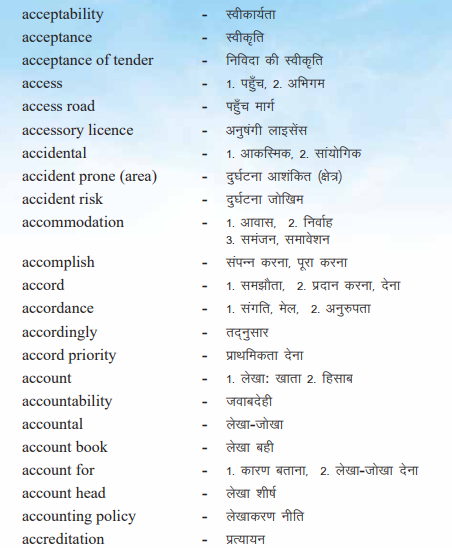 acceptability - स्वीकार्यता
acceptance - स्वीकृति
acceptance of tender - निविदा की स्वीकृति
access - 1. पहुँच, 2. अभिगम
access road - पहुँच मार्ग
accessory licence - अनुषंगी लाइसेंस
accidental - 1. आकस्मिक, 2. सांयोगिक
accident prone (area) - दुर्घटना आशंकित (क्षेत्र)
accident risk - दुर्घटना जोखिम
accommodation - 1. आवास, 2. निर्वाह
3. समंजन, समावेशन
accomplish - संपन्न करना, पूरा करना
accord - 1. समझौता, 2. प्रदान करना, देना
accordance - 1. संगति, मेल, 2. अनुरुपता
accordingly - तद्नुसार
accord priority - प्राथमिकता देना
account - 1. लेखा: खाता 2. हिसाब
accountability - जवाबदेही
accountal - लेखा-जोखा
account book - लेखा बही
account for - 1. कारण बताना, 2. लेखा-जोखा देना
account head - लेखा शीर्ष
accounting policy - लेखाकरण नीति
accreditation - प्रत्यायन